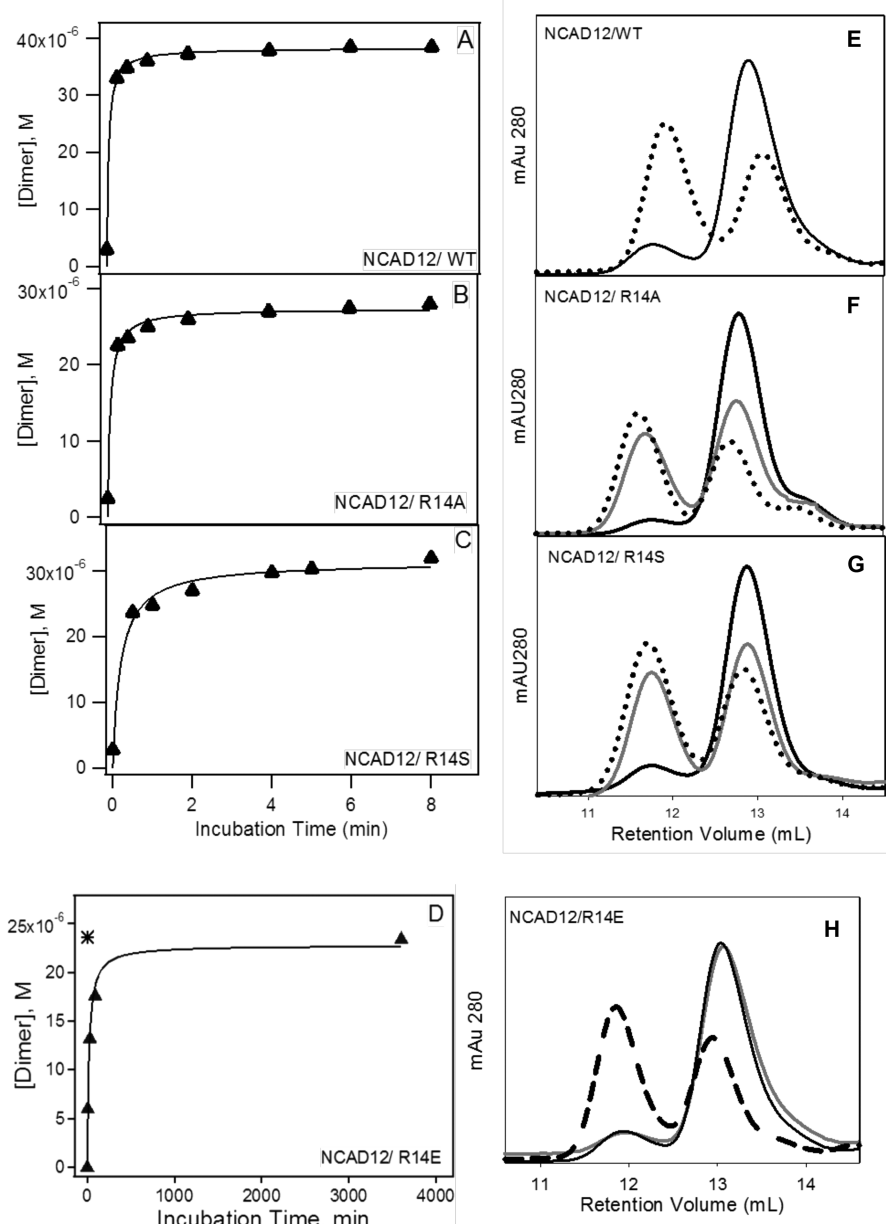 A
40x10-6
30
20
10
0
[Dimer], M
NCAD12/ WT
B
30x10-6
20
10
0
[Dimer], M
NCAD12/ R14A
C
30x10-6
20
10
0
[Dimer], M
NCAD12/ R14S
0 2 4 6 8
Incubation Time (min)
NCAD12/WT
E
mAu 280
NCAD12/ R14A
F
mAU280
NCAD12/ R14S
G
mAU280
11 12 13 14
Retention Volume (mL)
D
25x10-6
20
15
10
5
0
[Dimer], M
NCAD12/ R14E
0 1000 2000 3000 4000
Incubation Time, min
NCAD12/R14E
H
mAu 280
11 12 13 14
Retention Volume (mL)